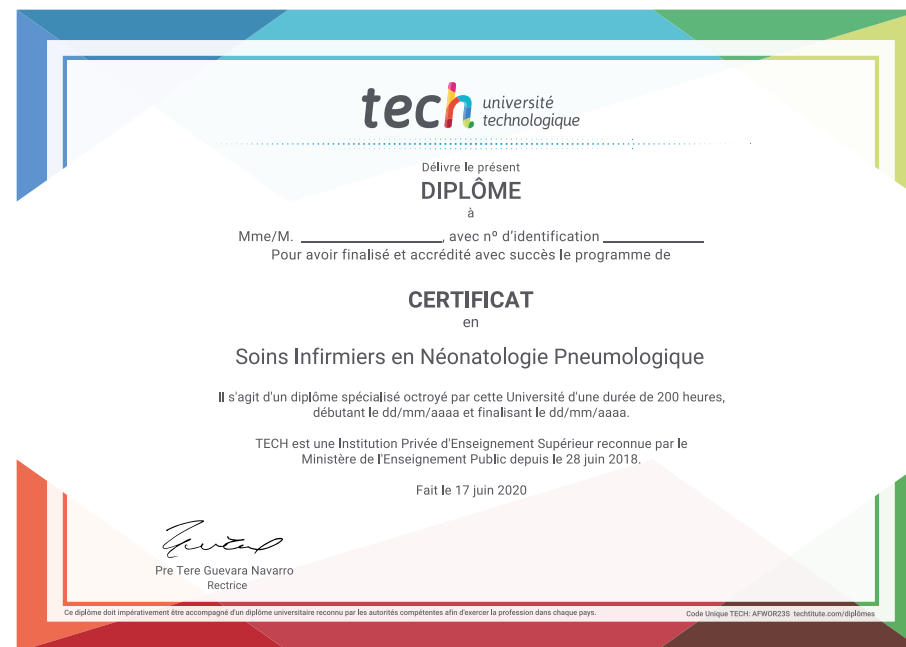 tech université
technologique
Délivre le présent
DIPLÔME
à
Mme/M. ____________________, avec nº d'identification ______________
Pour avoir finalisé et accrédité avec succès le programme de
CERTIFICAT
en
Soins Infirmiers en Néonatologie Pneumologique
Il s'agit d'un diplôme spécialisé octroyé par cette Université d'une durée de 200 heures,
débutant le dd/mm/aaaa et finalisant le dd/mm/aaaa.
TECH est une Institution Privée d'Enseignement Supérieur reconnue par le
Ministère de l'Enseignement Public depuis le 28 juin 2018.
Fait le 17 juin 2020
Pre Tere Guevara Navarro
Rectrice
Ce diplôme doit impérativement être accompagné d'un diplôme universitaire reconnu par les autorités compétentes afin d'exercer la profession dans chaque pays.
Code Unique TECH: AFWOR23S techtitute.com/diplômes